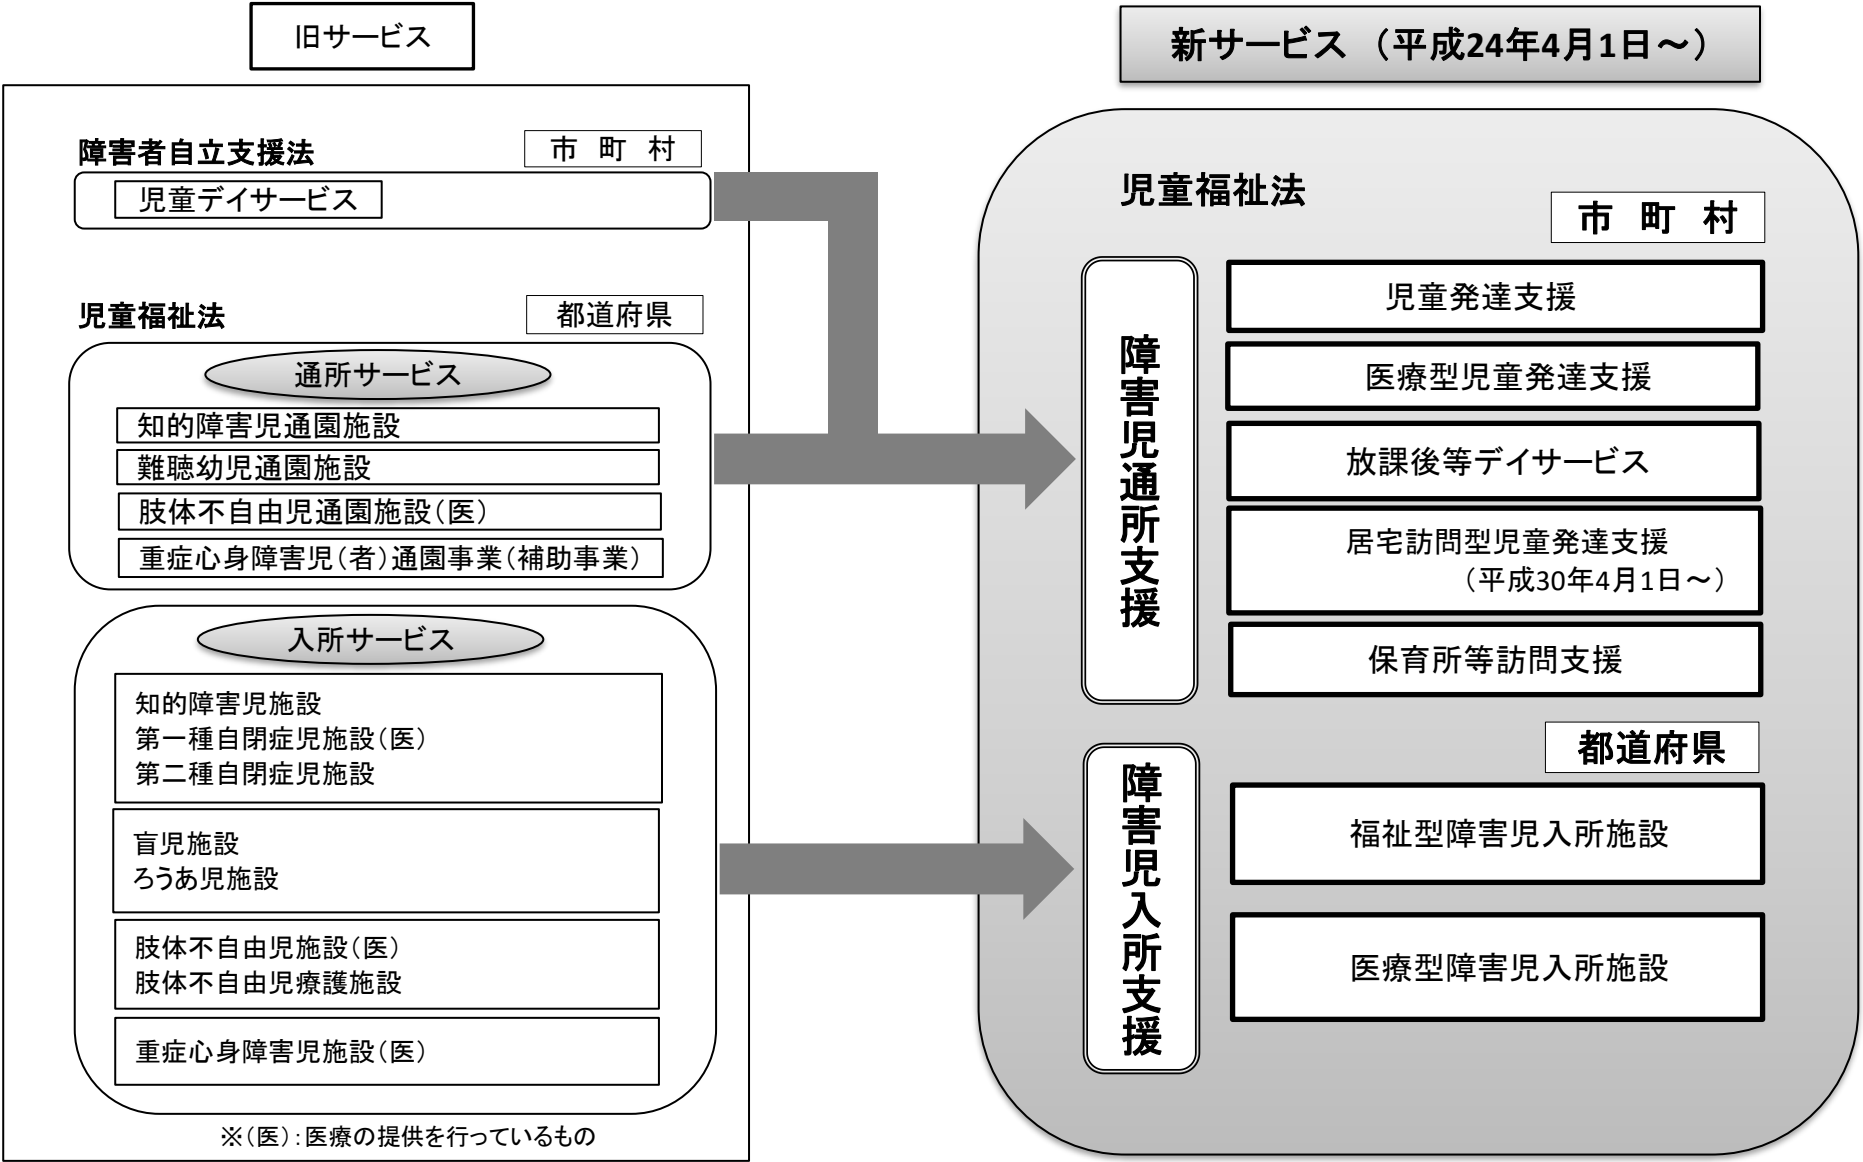 旧サービス
障害者自立支援法
市 町 村
児童デイサービス
児童福祉法
都道府県
通所サービス
知的障害児通園施設
難聴幼児通園施設
肢体不自由児通園施設（医）
重症心身障害児（者）通園事業（補助事業）
入所サービス
知的障害児施設
第一種自閉症児施設（医）
第二種自閉症児施設
盲児施設
ろうあ児施設
肢体不自由児施設（医）
肢体不自由児療護施設
重症心身障害児施設（医）
※（医）：医療の提供を行っているもの
新サービス （平成24年4月1日～）
児童福祉法
市 町 村
障害児通所支援
児童発達支援
医療型児童発達支援
放課後等デイサービス
居宅訪問型児童発達支援
（平成30年4月1日～）
保育所等訪問支援
都道府県
障害児入所支援
福祉型障害児入所施設
医療型障害児入所施設